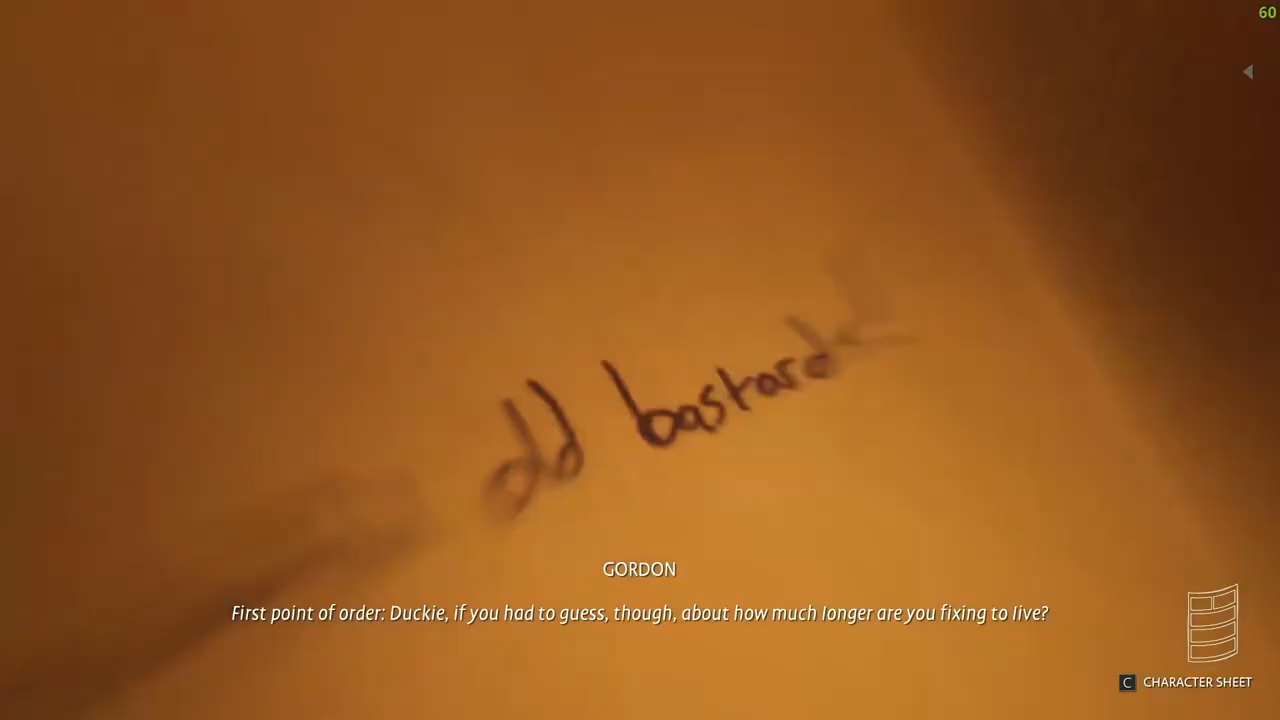 60
old bastard
GORDON
First point of order: Duckie, if you had to guess, though, about how much longer are you fixing to live?
C CHARACTER SHEET